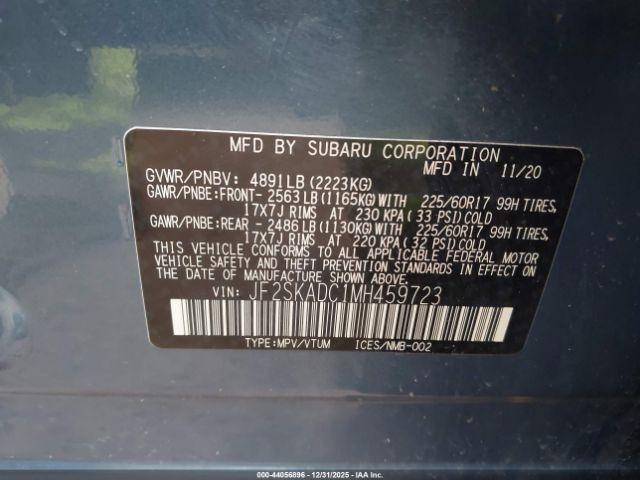 MFD BY SUBARU CORPORATION
MFD IN 11/20
GVWR/PNBV: 4891LB (2223KG)
GAWR/PNBE: FRONT- 2563LB (1165KG) WITH 225/60R17 99H TIRES,
17X7J RIMS AT 230 KPA (33 PSI) COLD
GAWR/PNBE: REAR - 2486LB (1130KG) WITH 225/60R17 99H TIRES,
17X7J RIMS AT 220 KPA (32 PSI) COLD
THIS VEHICLE CONFORMS TO ALL APPLICABLE FEDERAL MOTOR
VEHICLE SAFETY AND THEFT PREVENTION STANDARDS IN
EFFECT ON THE DATE OF MANUFACTURE SHOWN ABOVE.
VIN: JF2SKADC1MH459723
TYPE:MPV/VTUM ICES/NMB-002
000-44056896 - 12/31/2025 - IAA Inc.